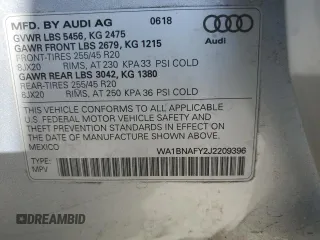 MFD. BY AUDI AG 0618
GVWR LBS 5456, KG 2475
GAWR FRONT LBS 2679, KG 1215
FRONT-TIRES 255/45 R20
8JX20 RIMS, AT 230 KPA33 PSI COLD
GAWR REAR LBS 3042, KG 1380
REAR-TIRES 255/45 R20
8JX20 RIMS, AT 250 KPA 36 PSI COLD
Audi
THIS VEHICLE CONFORMS TO ALL APPLICABLE
U.S. FEDERAL MOTOR VEHICLE SAFETY AND
THEFT PREVENTION STANDARDS IN EFFECT
ON THE DATE OF MANUFACTURE SHOWN ABOVE.
MEXICO WA1BNAFY2J2209396
TYPE:
MPV
DREAMBID